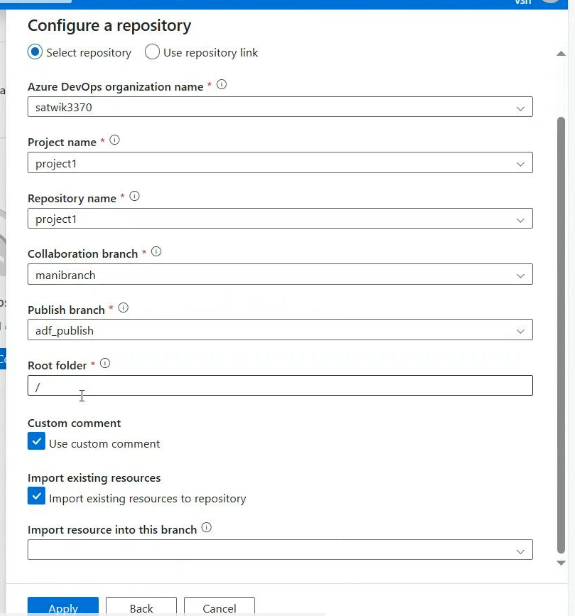 vsh
Configure a repository
Select repository
Use repository link
Azure DevOps organization name *
satwik3370
Project name *
project1
Repository name *
project1
Collaboration branch *
manibranch
Publish branch *
adf_publish
Root folder *
/
Custom comment
Use custom comment
Import existing resources
Import existing resources to repository
Import resource into this branch
Apply
Back
Cancel